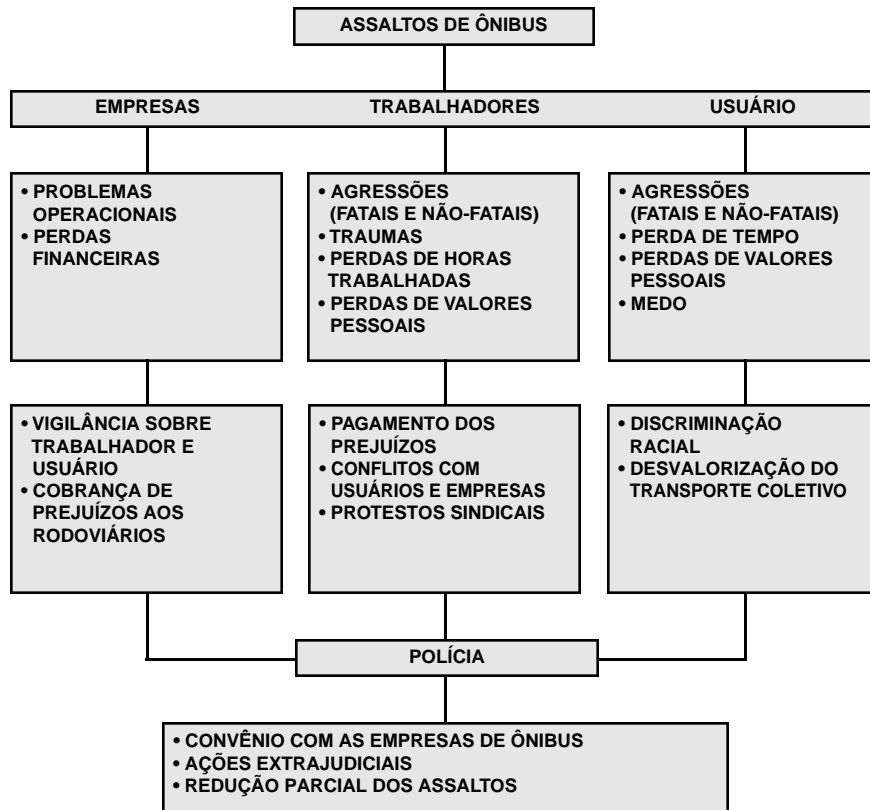 ASSALTOS DE ÔNIBUS
EMPRESAS TRABALHADORES USUÁRIO
• PROBLEMAS
OPERACIONAIS
• PERDAS
FINANCEIRAS
• AGRESSÕES
(FATAIS E NÃO-FATAIS)
• TRAUMAS
• PERDAS DE HORAS
TRABALHADAS
• PERDAS DE VALORES
PESSOAIS
• AGRESSÕES
(FATAIS E NÃO-FATAIS)
• PERDA DE TEMPO
• PERDAS DE VALORES
PESSOAIS
• MEDO
• VIGILÂNCIA SOBRE
TRABALHADOR E
USUÁRIO
• COBRANÇA DE
PREJUÍZOS AOS
RODOVIÁRIOS
• PAGAMENTO DOS
PREJUÍZOS
• CONFLITOS COM
USUÁRIOS E EMPRESAS
• PROTESTOS SINDICAIS
• DISCRIMINAÇÃO
RACIAL
• DESVALORIZAÇÃO DO
TRANSPORTE COLETIVO
POLÍCIA
• CONVÊNIO COM AS EMPRESAS DE ÔNIBUS
• AÇÕES EXTRAJUDICIAIS
• REDUÇÃO PARCIAL DOS ASSALTOS